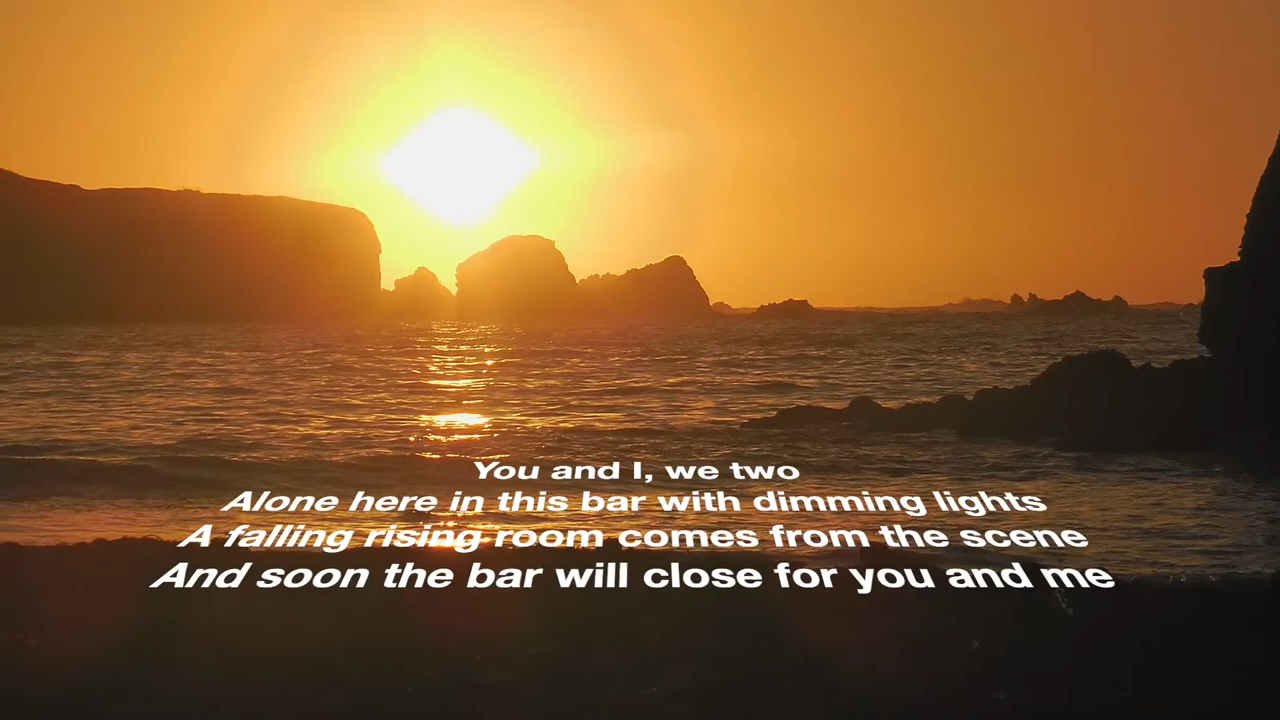 You and I, we two
Alone here in this bar with dimming lights
A falling rising room comes from the scene
And soon the bar will close for you and me